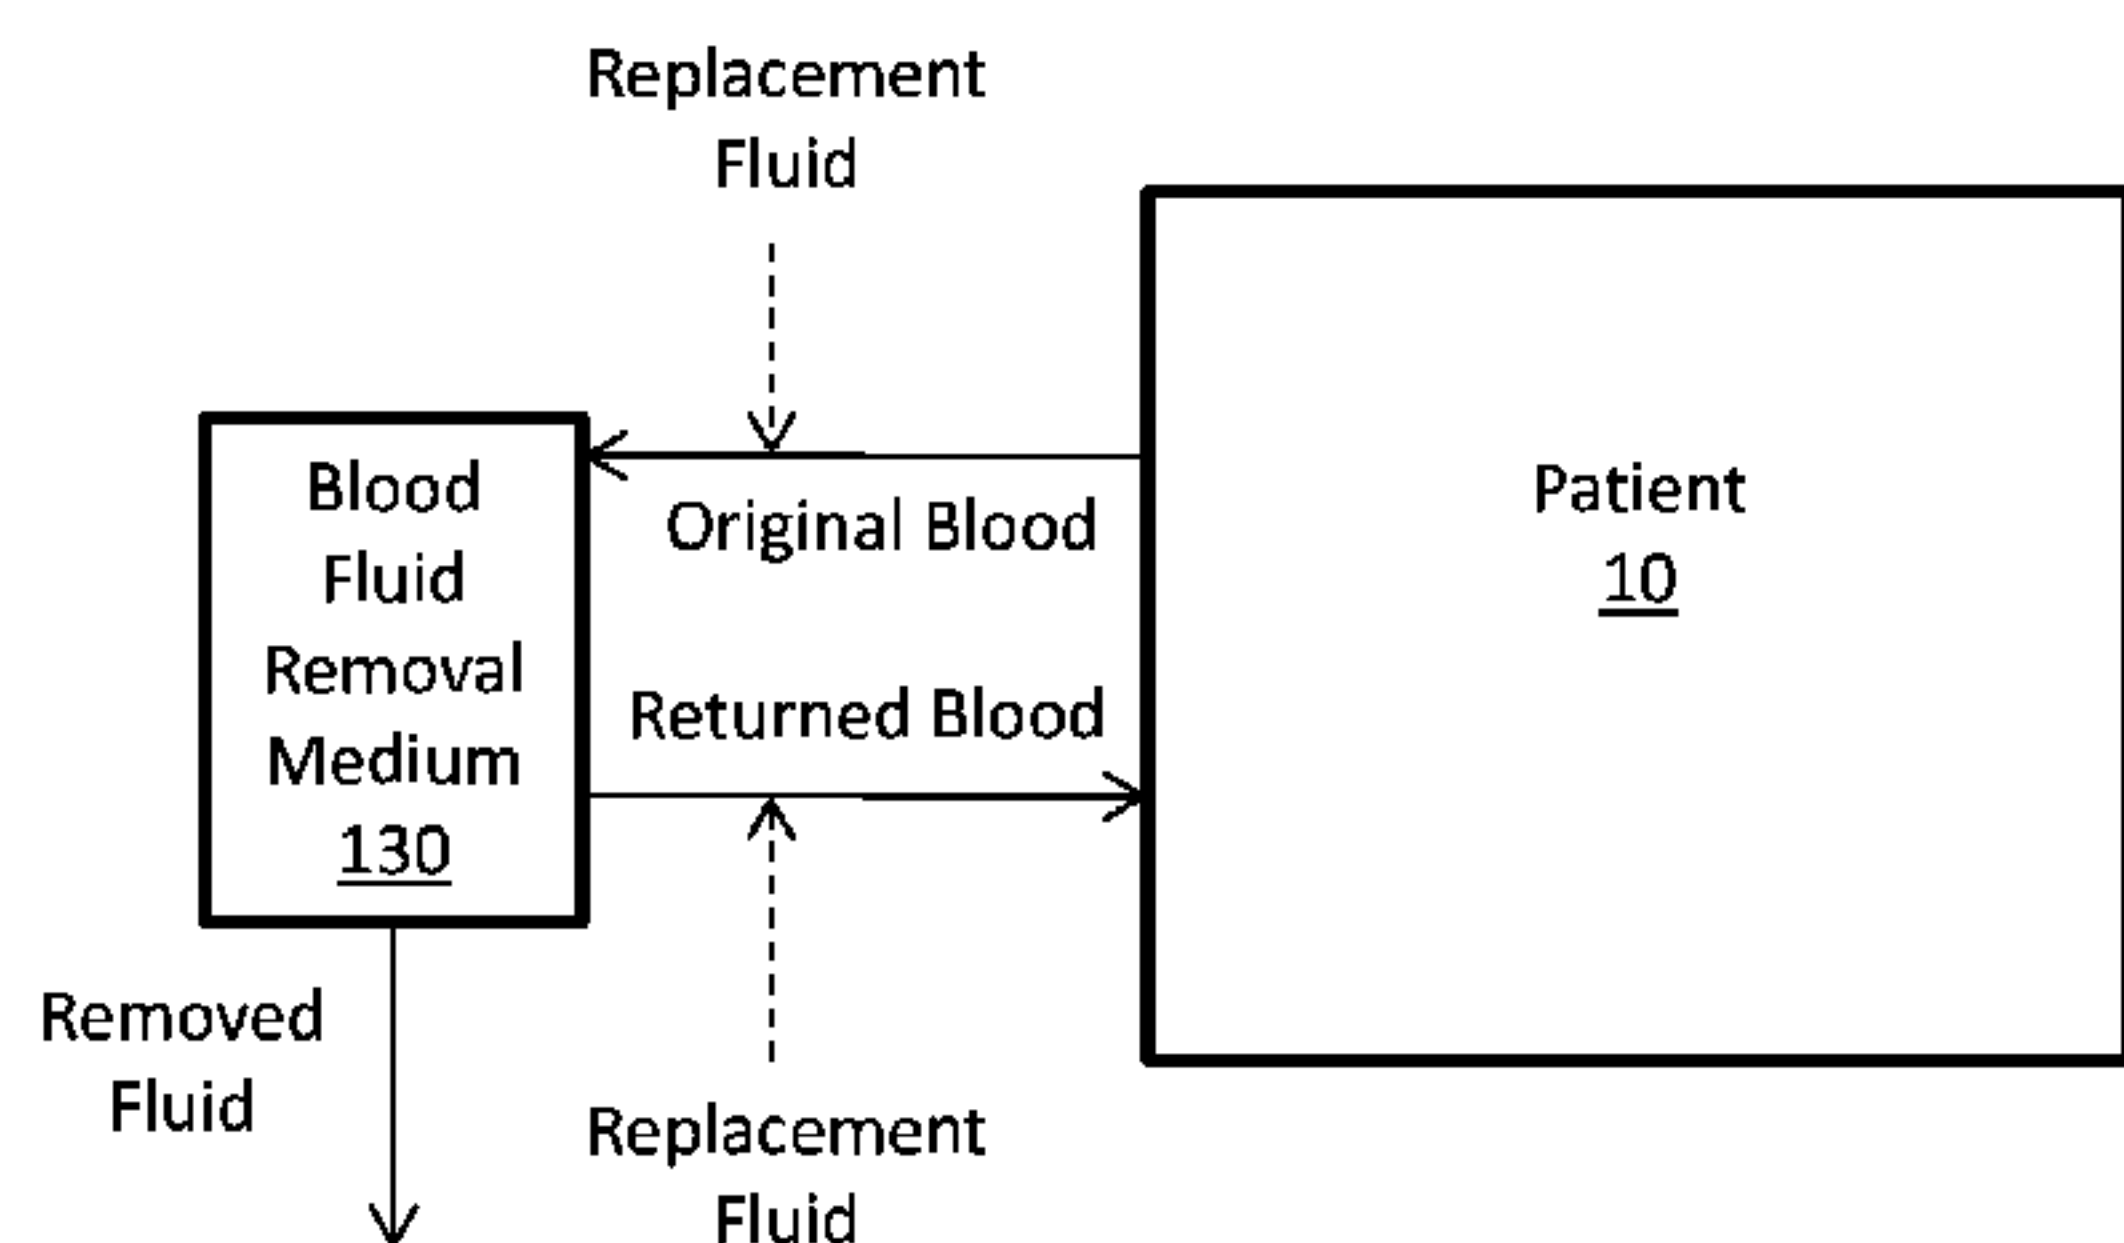 Replacement
Fluid
Blood
Fluid
Removal
Medium
130
Original Blood
Returned Blood
Patient
10
Removed
Fluid
Replacement
Fluid